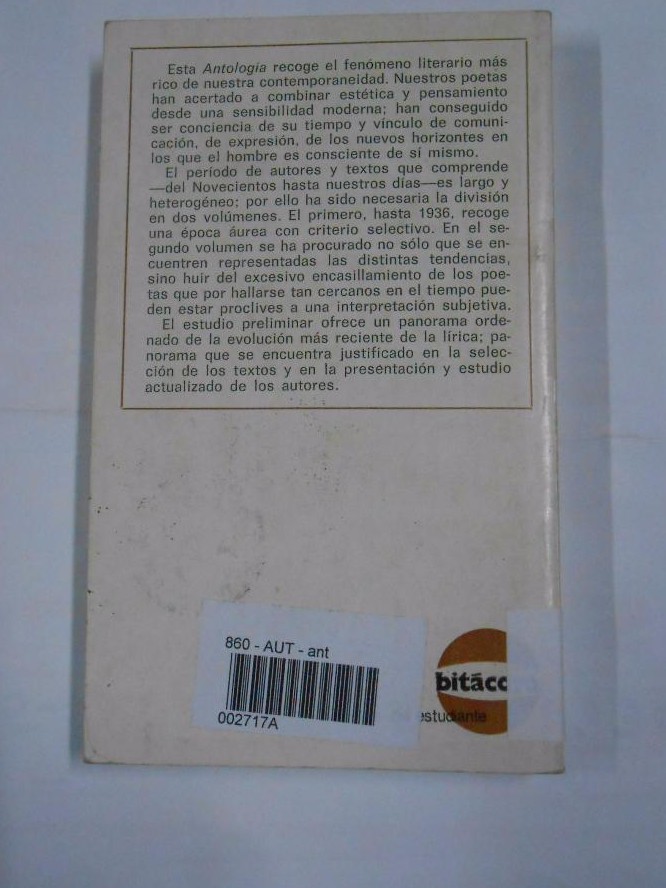 Esta Antología recoge el fenómeno literario más
rico de nuestra contemporaneidad. Nuestros poetas
han acertado a combinar estética y pensamiento
desde una sensibilidad moderna; han conseguido
ser conciencia de su tiempo y vínculo de comuni-
cación, de expresión, de los nuevos horizontes en
los que el hombre es consciente de sí mismo.
El período de autores y textos que comprende
—del Novecientos hasta nuestros días—es largo y
heterogéneo; por ello ha sido necesaria la división
en dos volúmenes. El primero, hasta 1936, recoge
una época áurea con criterio selectivo. En el se-
gundo volumen se ha procurado no sólo que se en-
cuentren representadas las distintas tendencias,
sino huir del excesivo encasillamiento de los poe-
tas que por hallarse tan cercanos en el tiempo pue-
den estar proclives a una interpretación subjetiva.
El estudio preliminar ofrece un panorama orde-
nado de la evolución más reciente de la lírica; pa-
norama que se encuentra justificado en la selec-
ción de los textos y en la presentación y estudio
actualizado de los autores.
860 - AUT - ant
002717A
bitácc
estudiante